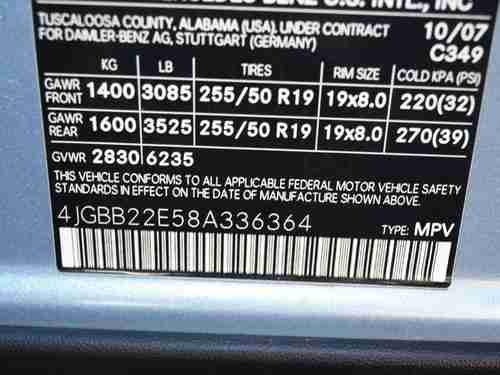 U.S. INT'L, INC
TUSCALOOSA COUNTY, ALABAMA (USA), UNDER CONTRACT 10/07
FOR DAIMLER-BENZ AG, STUTTGART (GERMANY) C349
KG LB TIRES RIM SIZE COLD KPA (PSI)
GAWR FRONT 1400 3085 255/50 R19 19x8.0 220(32)
GAWR REAR 1600 3525 255/50 R19 19x8.0 270(39)
GVWR 2830 6235
THIS VEHICLE CONFORMS TO ALL APPLICABLE FEDERAL MOTOR VEHICLE SAFETY
IN EFFECT ON THE DATE OF MANUFACTURE SHOWN ABOVE.
4JGBB22E58A336364
TYPE: MPV